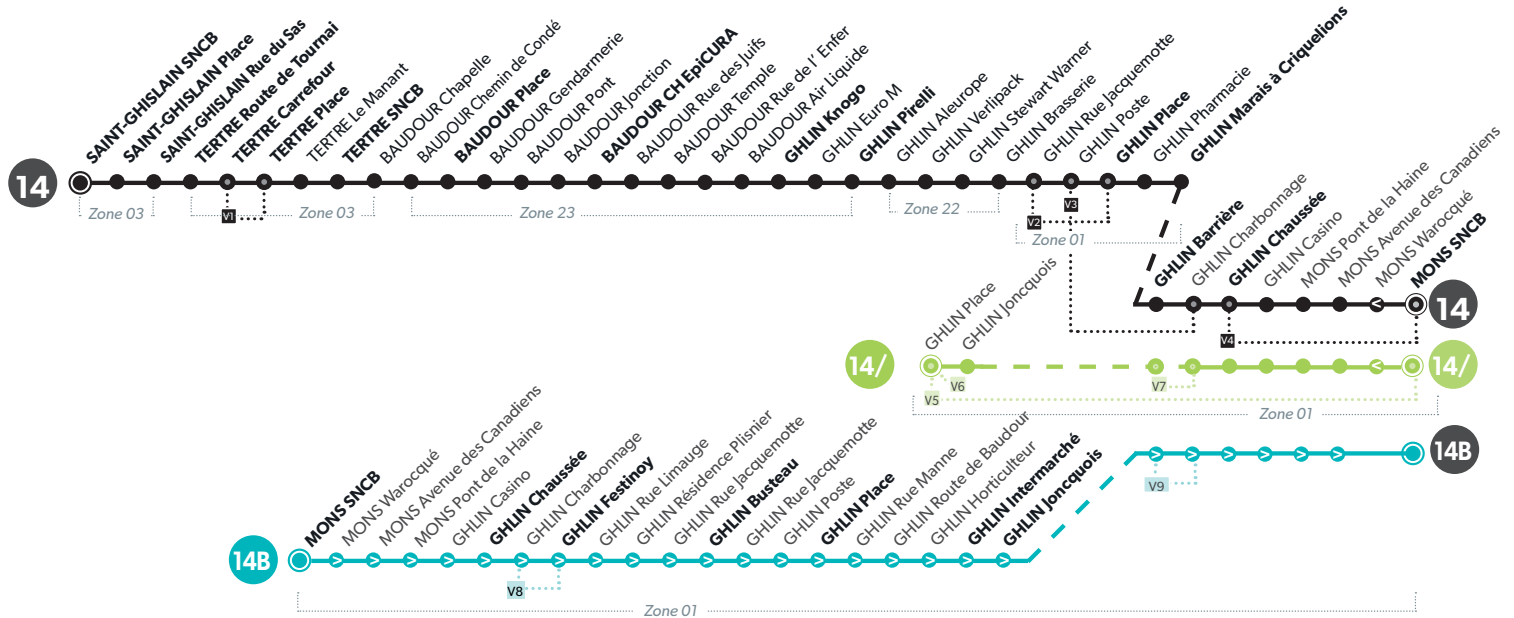 14
SAINT-GHISLAIN SNCB
SAINT-GHISLAIN Place
SAINT-GHISLAIN Rue du Sas
TERTRE Route de Tournai
TERTRE Carrefour
TERTRE Place
TERTRE Le Manant
TERTRE SNCB
BAUDOUR Chapelle
BAUDOUR Chemin de Condé
BAUDOUR Place
BAUDOUR Gendarmerie
BAUDOUR Pont
BAUDOUR Jonction
BAUDOUR CH EpiCURA
BAUDOUR Rue des Juifs
BAUDOUR Temple
BAUDOUR Rue de l' Enfer
BAUDOUR Air Liquide
GHLIN Knogo
GHLIN Euro M
GHLIN Pirelli
GHLIN Aleurope
GHLIN Verlipack
GHLIN Stewart Warner
GHLIN Brasserie
GHLIN Rue Jacquemotte
GHLIN Poste
GHLIN Place
GHLIN Pharmacie
GHLIN Marais à Criquelions
Zone 03
V1
Zone 03
Zone 23
Zone 22
V2
V3
Zone 01
GHLIN Barrière
GHLIN Charbonnage
GHLIN Chaussée
GHLIN Casino
MONS Pont de la Haine
MONS Avenue des Canadiens
MONS Warocqué
MONS SNCB
14
V4
14/
GHLIN Place
GHLIN Joncquois
14/
V5
V6
V7
Zone 01
14B
14B
MONS SNCB
MONS Warocqué
MONS Avenue des Canadiens
MONS Pont de la Haine
GHLIN Casino
GHLIN Chaussée
GHLIN Charbonnage
GHLIN Festinoy
GHLIN Rue Limauge
GHLIN Résidence Plisnier
GHLIN Rue Jacquemotte
GHLIN Busteau
GHLIN Rue Jacquemotte
GHLIN Poste
GHLIN Place
GHLIN Rue Manne
GHLIN Route de Baudour
GHLIN Horticulteur
GHLIN Intermarché
GHLIN Joncquois
V8
V9
Zone 01